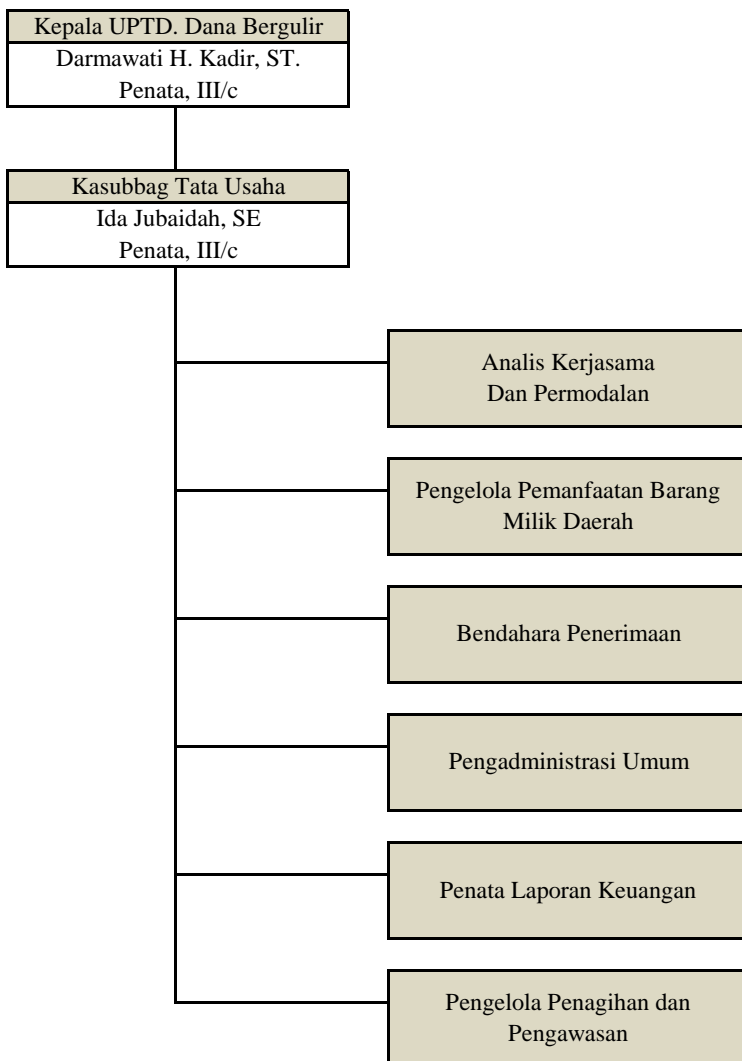 Kepala UPTD. Dana Bergulir
Darmawati H. Kadir, ST.
Penata, III/c
Kasubbag Tata Usaha
Ida Jubaidah, SE
Penata, III/c
Analis Kerjasama
Dan Permodalan
Pengelola Pemanfaatan Barang
Milik Daerah
Bendahara Penerimaan
Pengadministrasi Umum
Penata Laporan Keuangan
Pengelola Penagihan dan
Pengawasan